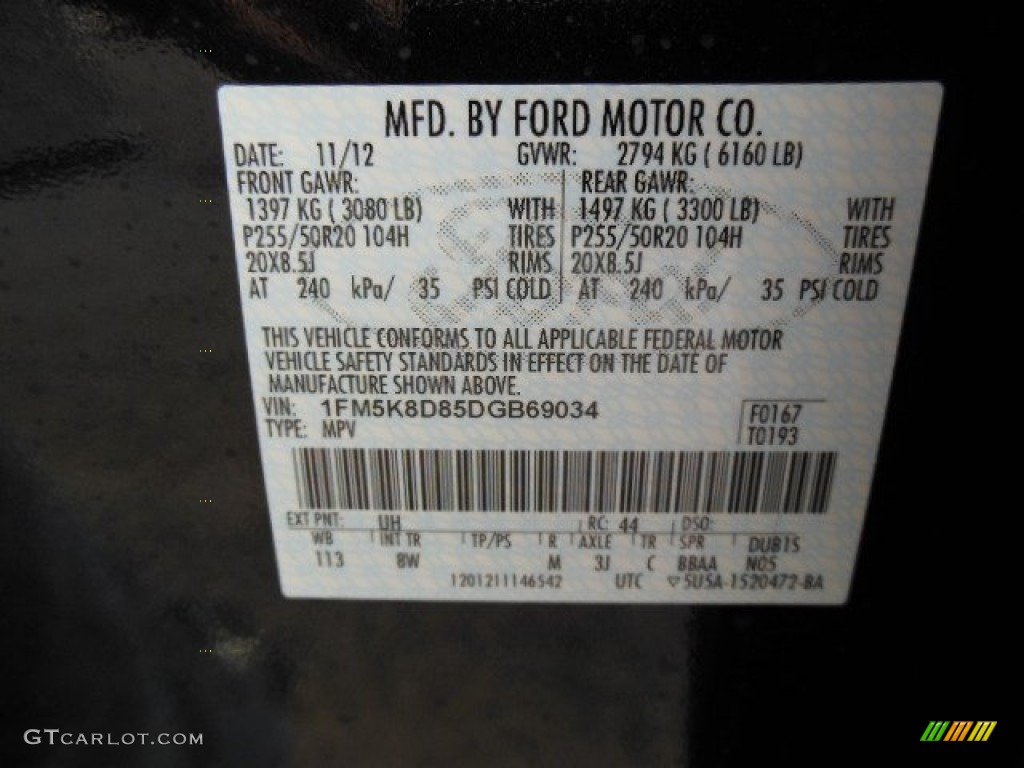 MFD. BY FORD MOTOR CO.
DATE: 11/12 GVWR: 2794 KG ( 6160 LB)
FRONT GAWR: REAR GAWR:
1397 KG ( 3080 LB) WITH 1497 KG ( 3300 LB) WITH
P255/50R20 104H TIRES P255/50R20 104H TIRES
20X8.5J RIMS 20X8.5J RIMS
AT 240 kPa/ 35 PSI COLD AT 240 kPa/ 35 PSI COLD
THIS VEHICLE CONFORMS TO ALL APPLICABLE FEDERAL MOTOR
VEHICLE SAFETY STANDARDS IN EFFECT ON THE DATE OF
MANUFACTURE SHOWN ABOVE.
VIN: 1FM5K8D85DGB69034 F0167
TYPE: MPV T0193
EXT PNT: UH RC: 44 DSO:
WB INT TR TP/PS R AXLE TR SPR DUB1S
113 8W M 3J C BBAA N05
1201211146542 UTC ▽5U5A-1520472-BA
GTCARLOT.COM